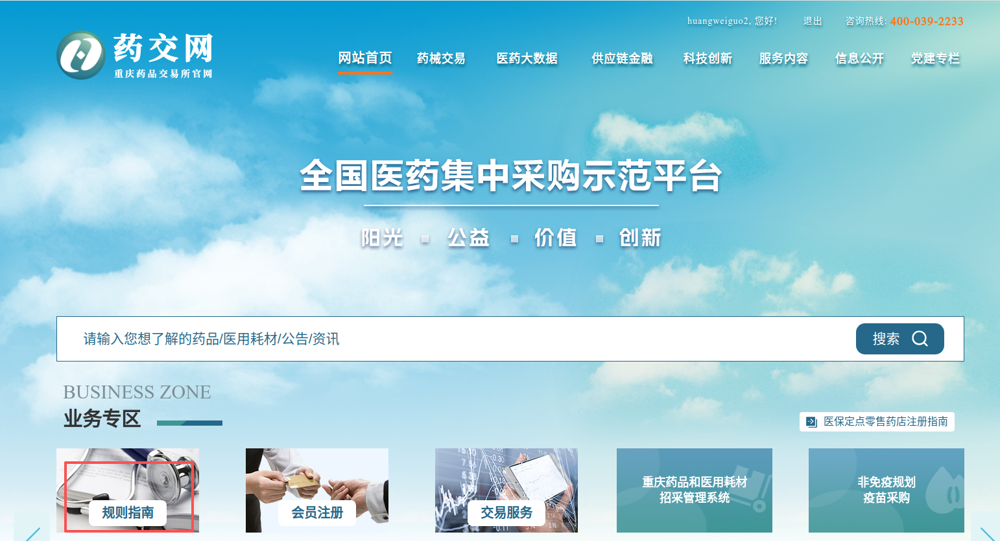 huangweiguo2, 您好! 退出 咨询热线: 400-039-2233
药交网
重庆药品交易所官网
网站首页 药械交易 医药大数据 供应链金融 科技创新 服务内容 信息公开 党建专栏
全国医药集中采购示范平台
阳光 公益 价值 创新
请输入您想了解的药品/医用耗材/公告/资讯
搜索
BUSINESS ZONE
业务专区
医保定点零售药店注册指南
规则指南
会员注册
交易服务
重庆药品和医用耗材
招采管理系统
非免疫规划
疫苗采购